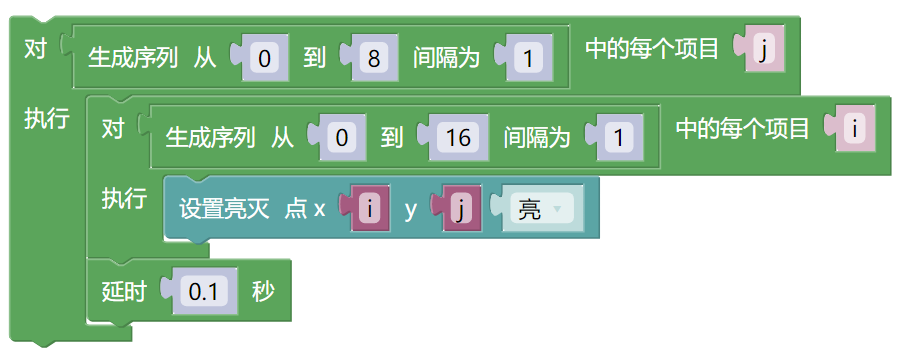 对 生成序列 从 0 到 8 间隔为 1 中的每个项目 j
执行 对 生成序列 从 0 到 16 间隔为 1 中的每个项目 i
执行 设置亮灭 点 x i y j 亮
延时 0.1 秒